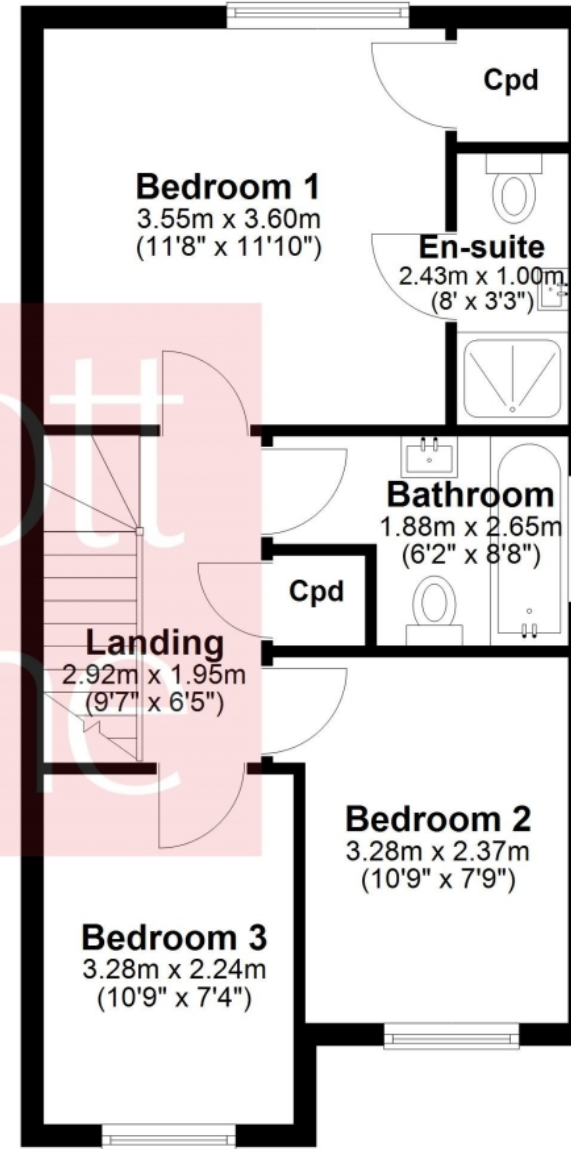 Cpd
Bedroom 1
3.55m x 3.60m
(11'8" x 11'10")
En-suite
2.43m x 1.00m
(8' x 3'3")
Bathroom
1.88m x 2.65m
(6'2" x 8'8")
Cpd
Landing
2.92m x 1.95m
(9'7" x 6'5")
Bedroom 2
3.28m x 2.37m
(10'9" x 7'9")
Bedroom 3
3.28m x 2.24m
(10'9" x 7'4")